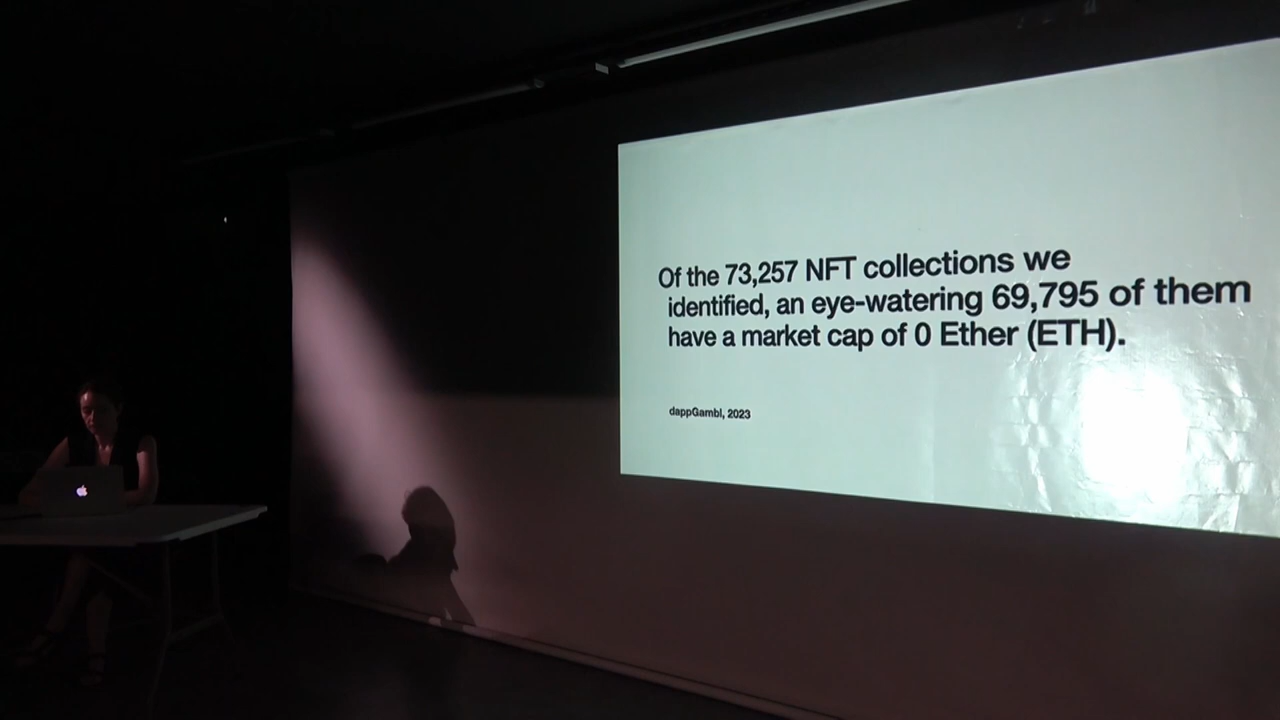 Of the 73,257 NFT collections we
identified, an eye-watering 69,795 of them
have a market cap of 0 Ether (ETH).
dappGambl, 2023